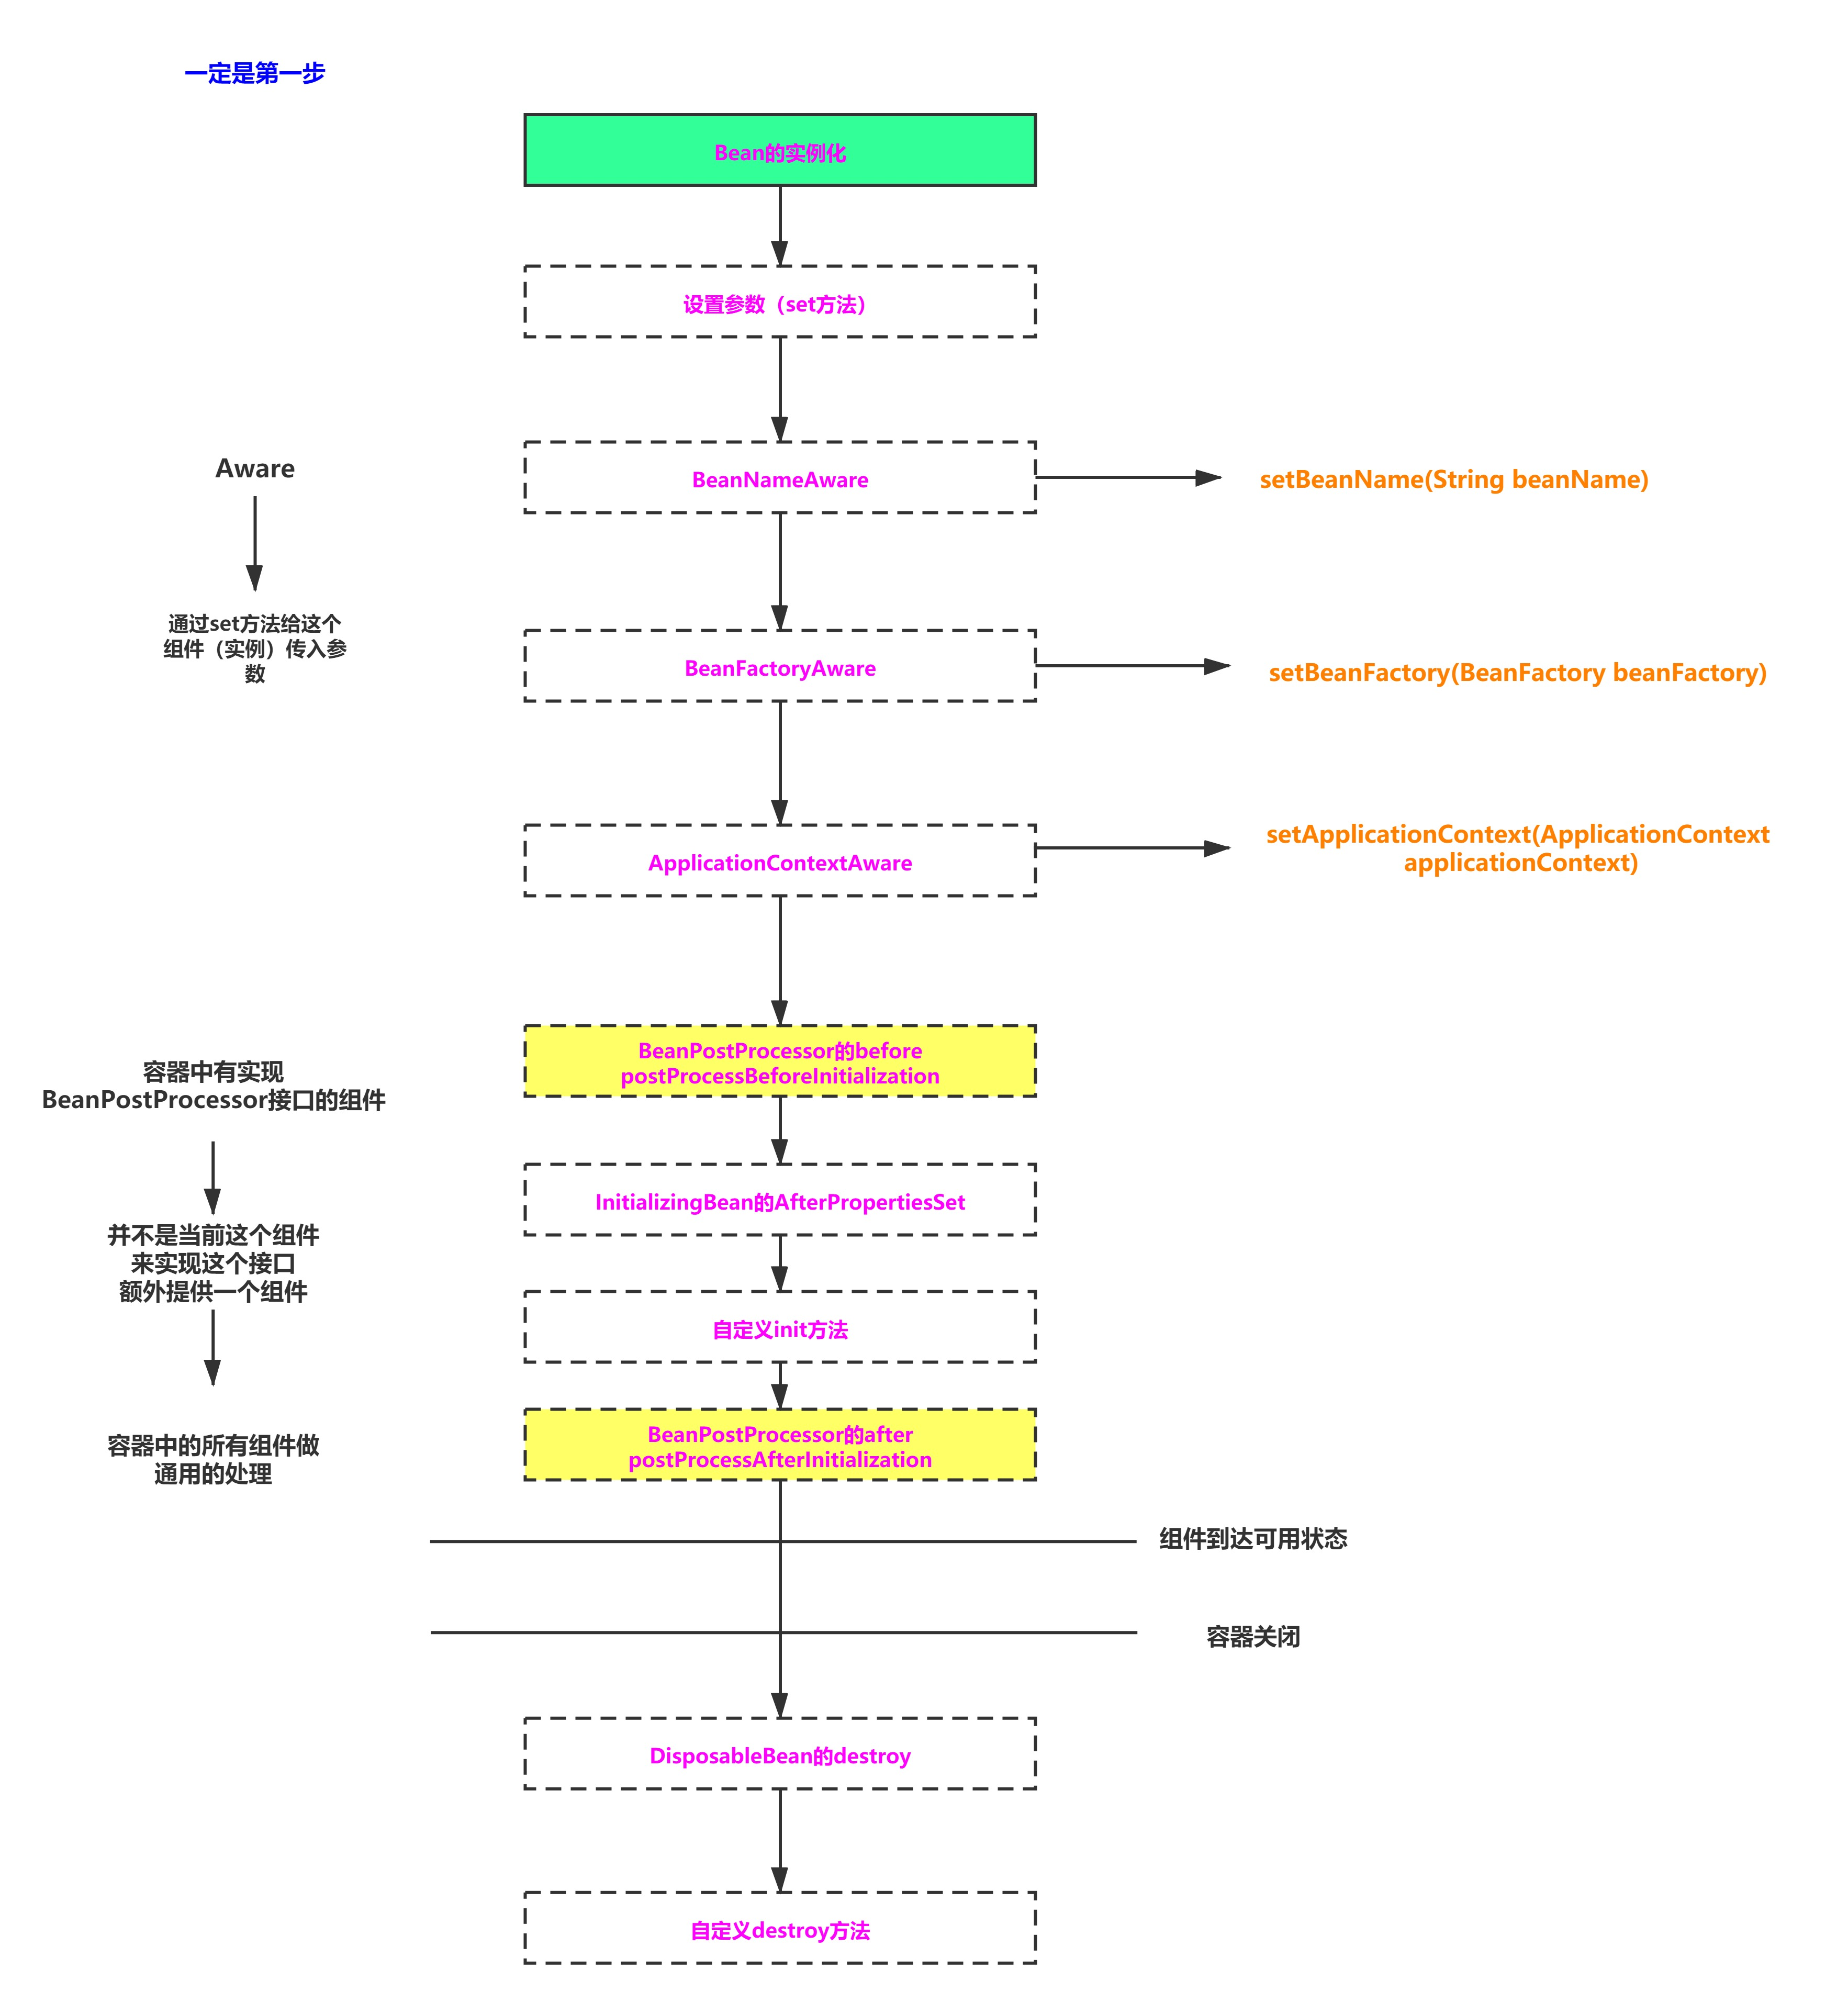 一定是第一步
Bean的实例化
设置参数（set方法）
Aware
BeanNameAware
setBeanName(String beanName)
通过set方法给这个
组件（实例）传入参
数
BeanFactoryAware
setBeanFactory(BeanFactory beanFactory)
ApplicationContextAware
setApplicationContext(ApplicationContext
applicationContext)
容器中有实现
BeanPostProcessor接口的组件
BeanPostProcessor的before
postProcessBeforeInitialization
并不是当前这个组件
来实现这个接口
额外提供一个组件
InitializingBean的AfterPropertiesSet
自定义init方法
容器中的所有组件做
通用的处理
BeanPostProcessor的after
postProcessAfterInitialization
组件到达可用状态
容器关闭
DisposableBean的destroy
自定义destroy方法